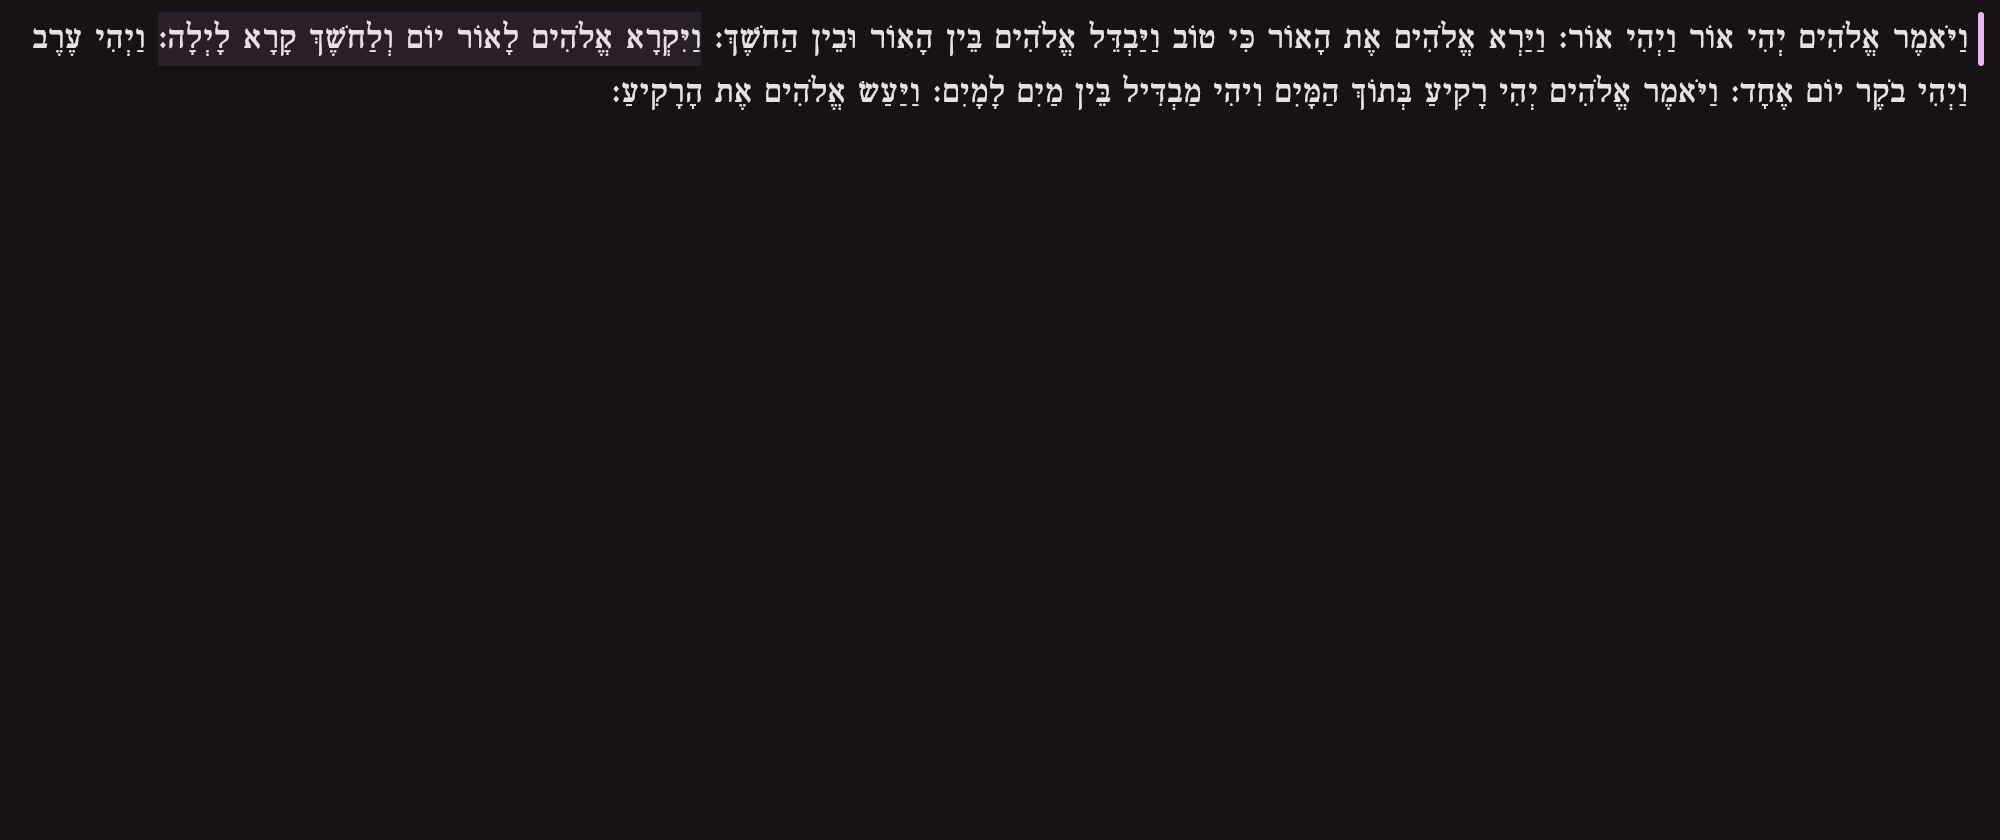 וַיֹּאמֶר אֱלֹהִים יְהִי אוֹר וַיְהִי אוֹר׃ וַיַּרְא אֱלֹהִים אֶת הָאוֹר כִּי טוֹב וַיַּבְדֵּל אֱלֹהִים בֵּין הָאוֹר וּבֵין הַחֹשֶׁךְ׃ וַיִּקְרָא אֱלֹהִים לָאוֹר יוֹם וְלַחֹשֶׁךְ קָרָא לָיְלָה׃ וַיְהִי עֶרֶב
וַיְהִי בֹקֶר יוֹם אֶחָד׃ וַיֹּאמֶר אֱלֹהִים יְהִי רָקִיעַ בְּתוֹךְ הַמָּיִם וִיהִי מַבְדִּיל בֵּין מַיִם לָמָיִם׃ וַיַּעַשׂ אֱלֹהִים אֶת הָרָקִיעַ׃